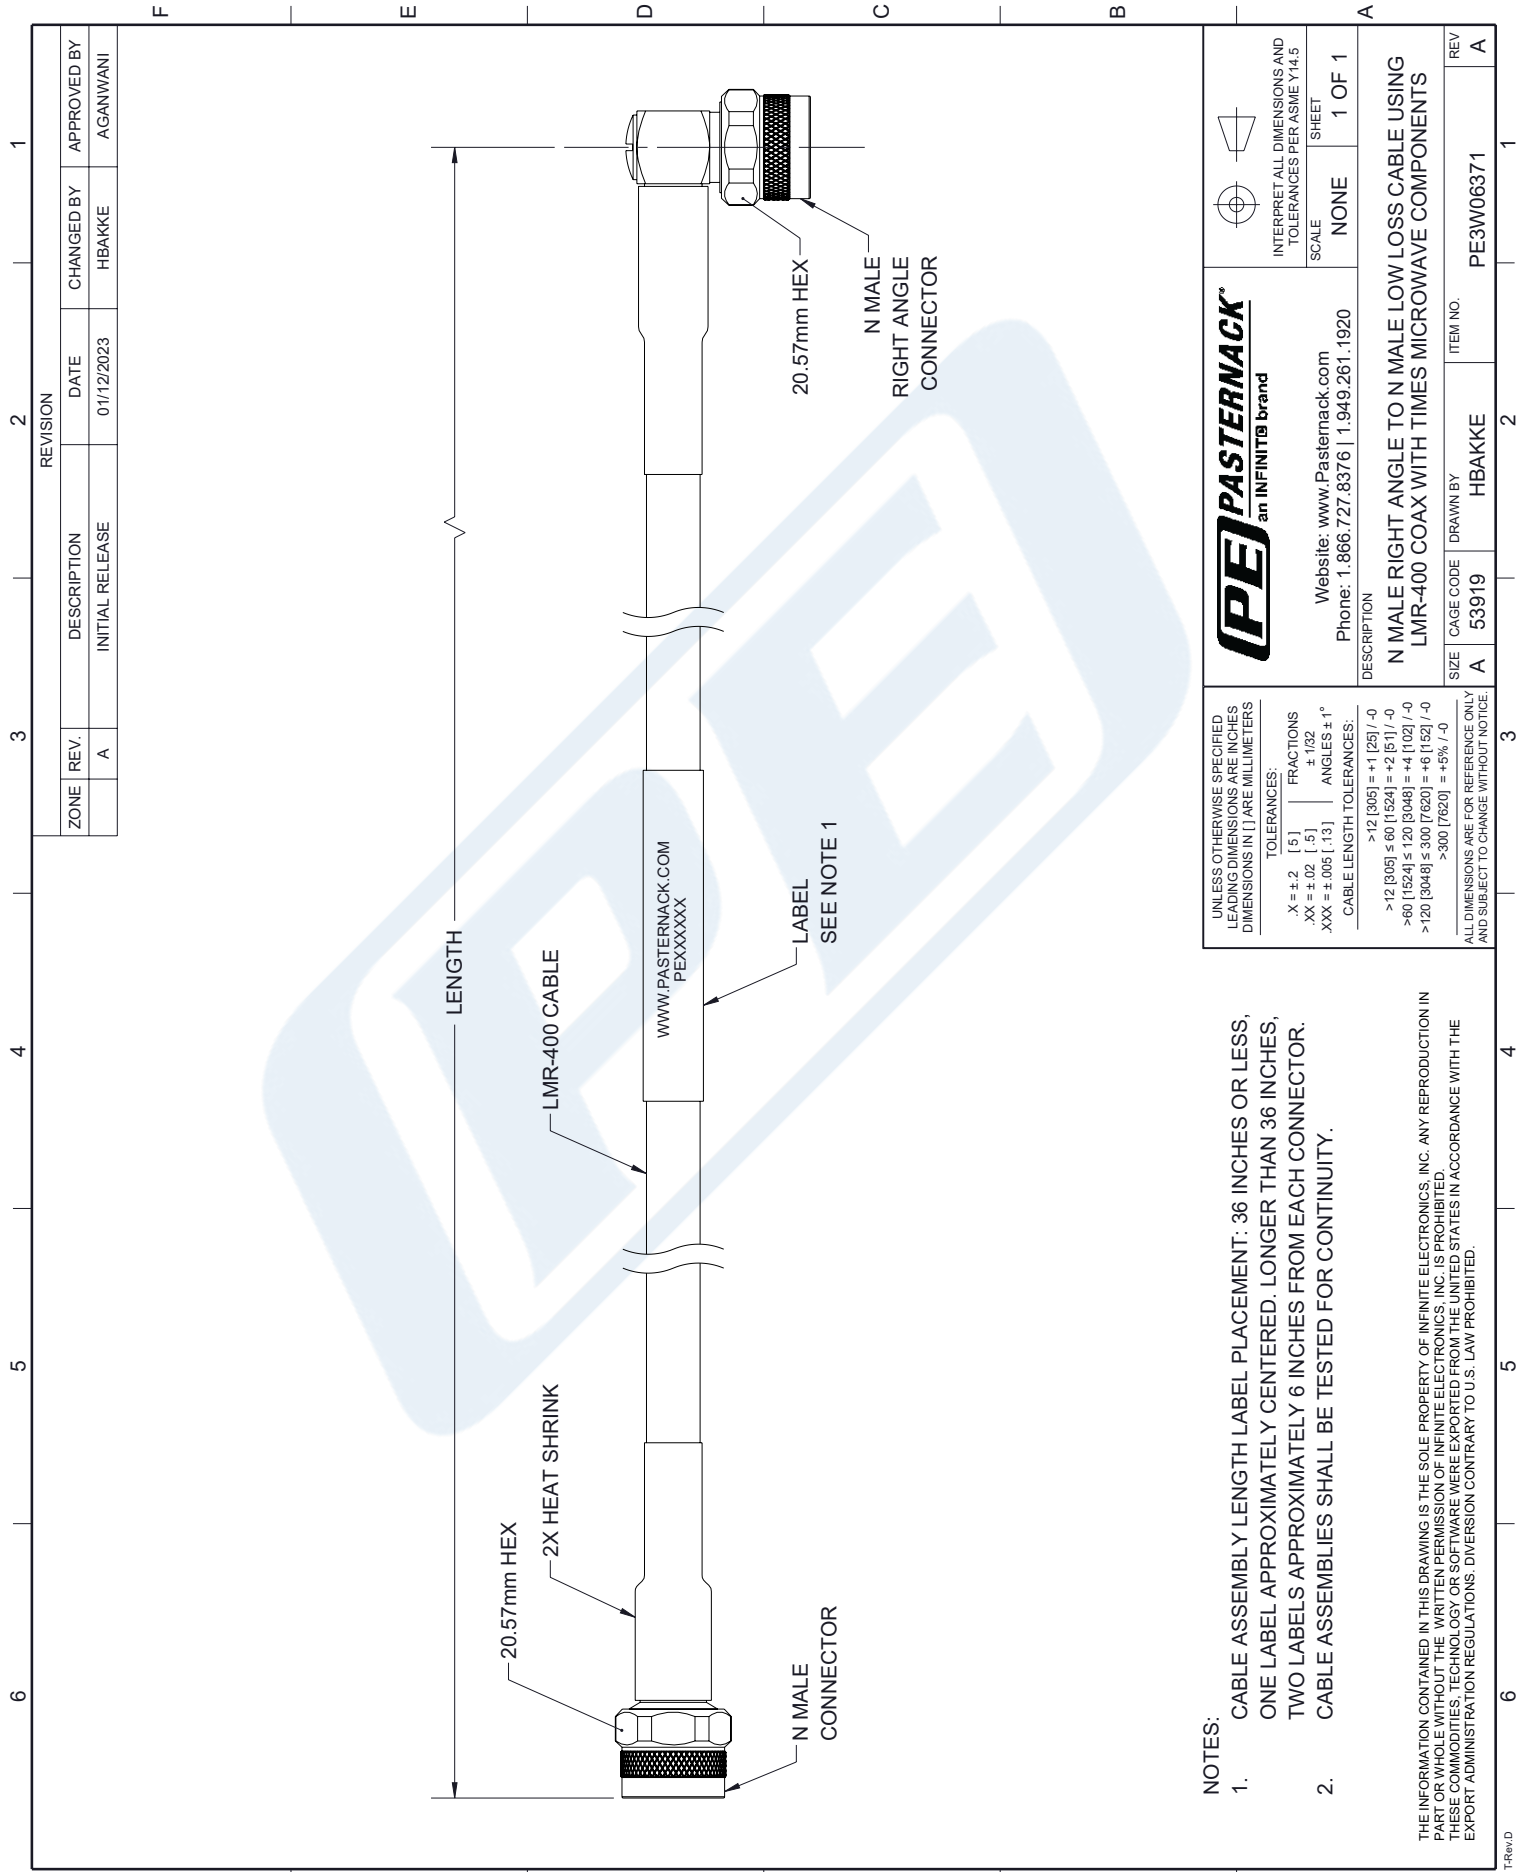 6
5
4
3
2
1
REVISION
ZONE REV. DESCRIPTION DATE CHANGED BY APPROVED BY
A INITIAL RELEASE 01/12/2023 HBAKKE AGANWANI
F
E
D
C
B
A
LENGTH
20.57mm HEX
2X HEAT SHRINK
LMR-400 CABLE
WWW.PASTERNACK.COM
PEXXXXXX
N MALE
CONNECTOR
LABEL
SEE NOTE 1
20.57mm HEX
N MALE
RIGHT ANGLE
CONNECTOR
NOTES:
1. CABLE ASSEMBLY LENGTH LABEL PLACEMENT: 36 INCHES OR LESS,
ONE LABEL APPROXIMATELY CENTERED. LONGER THAN 36 INCHES,
TWO LABELS APPROXIMATELY 6 INCHES FROM EACH CONNECTOR.
2. CABLE ASSEMBLIES SHALL BE TESTED FOR CONTINUITY.
THE INFORMATION CONTAINED IN THIS DRAWING IS THE SOLE PROPERTY OF INFINITE ELECTRONICS, INC. ANY REPRODUCTION IN
PART OR WHOLE WITHOUT THE WRITTEN PERMISSION OF INFINITE ELECTRONICS, INC. IS PROHIBITED.
THESE COMMODITIES, TECHNOLOGY OR SOFTWARE WERE EXPORTED FROM THE UNITED STATES IN ACCORDANCE WITH THE
EXPORT ADMINISTRATION REGULATIONS. DIVERSION CONTRARY TO U.S. LAW PROHIBITED.
UNLESS OTHERWISE SPECIFIED
LEADING DIMENSIONS ARE INCHES
DIMENSIONS IN [ ] ARE MILLIMETERS
TOLERANCES:
.X = ± .2 [ 5 ] FRACTIONS
.XX = ± .02 [ .5] ± 1/32
.XXX = ± .005 [ .13] ANGLES ± 1°
CABLE LENGTH TOLERANCES:
>12 [305] = +1 [25] / -0
>12 [305] ≤ 60 [1524] = +2 [51] / -0
>60 [1524] ≤ 120 [3048] = +4 [102] / -0
>120 [3048] ≤ 300 [7620] = +6 [152] / -0
>300 [7620] = +5% / -0
ALL DIMENSIONS ARE FOR REFERENCE ONLY
AND SUBJECT TO CHANGE WITHOUT NOTICE.
PE PASTERNACK®
an INFINIT® brand
Website: www.Pasternack.com
Phone: 1.866.727.8376 | 1.949.261.1920
INTERPRET ALL DIMENSIONS AND
TOLERANCES PER ASME Y14.5
SCALE NONE
SHEET 1 OF 1
DESCRIPTION
N MALE RIGHT ANGLE TO N MALE LOW LOSS CABLE USING
LMR-400 COAX WITH TIMES MICROWAVE COMPONENTS
SIZE CAGE CODE DRAWN BY ITEM NO. REV
A 53919 HBAKKE PE3W06371 A
6
5
4
3
2
1
T-Rev.D
PE